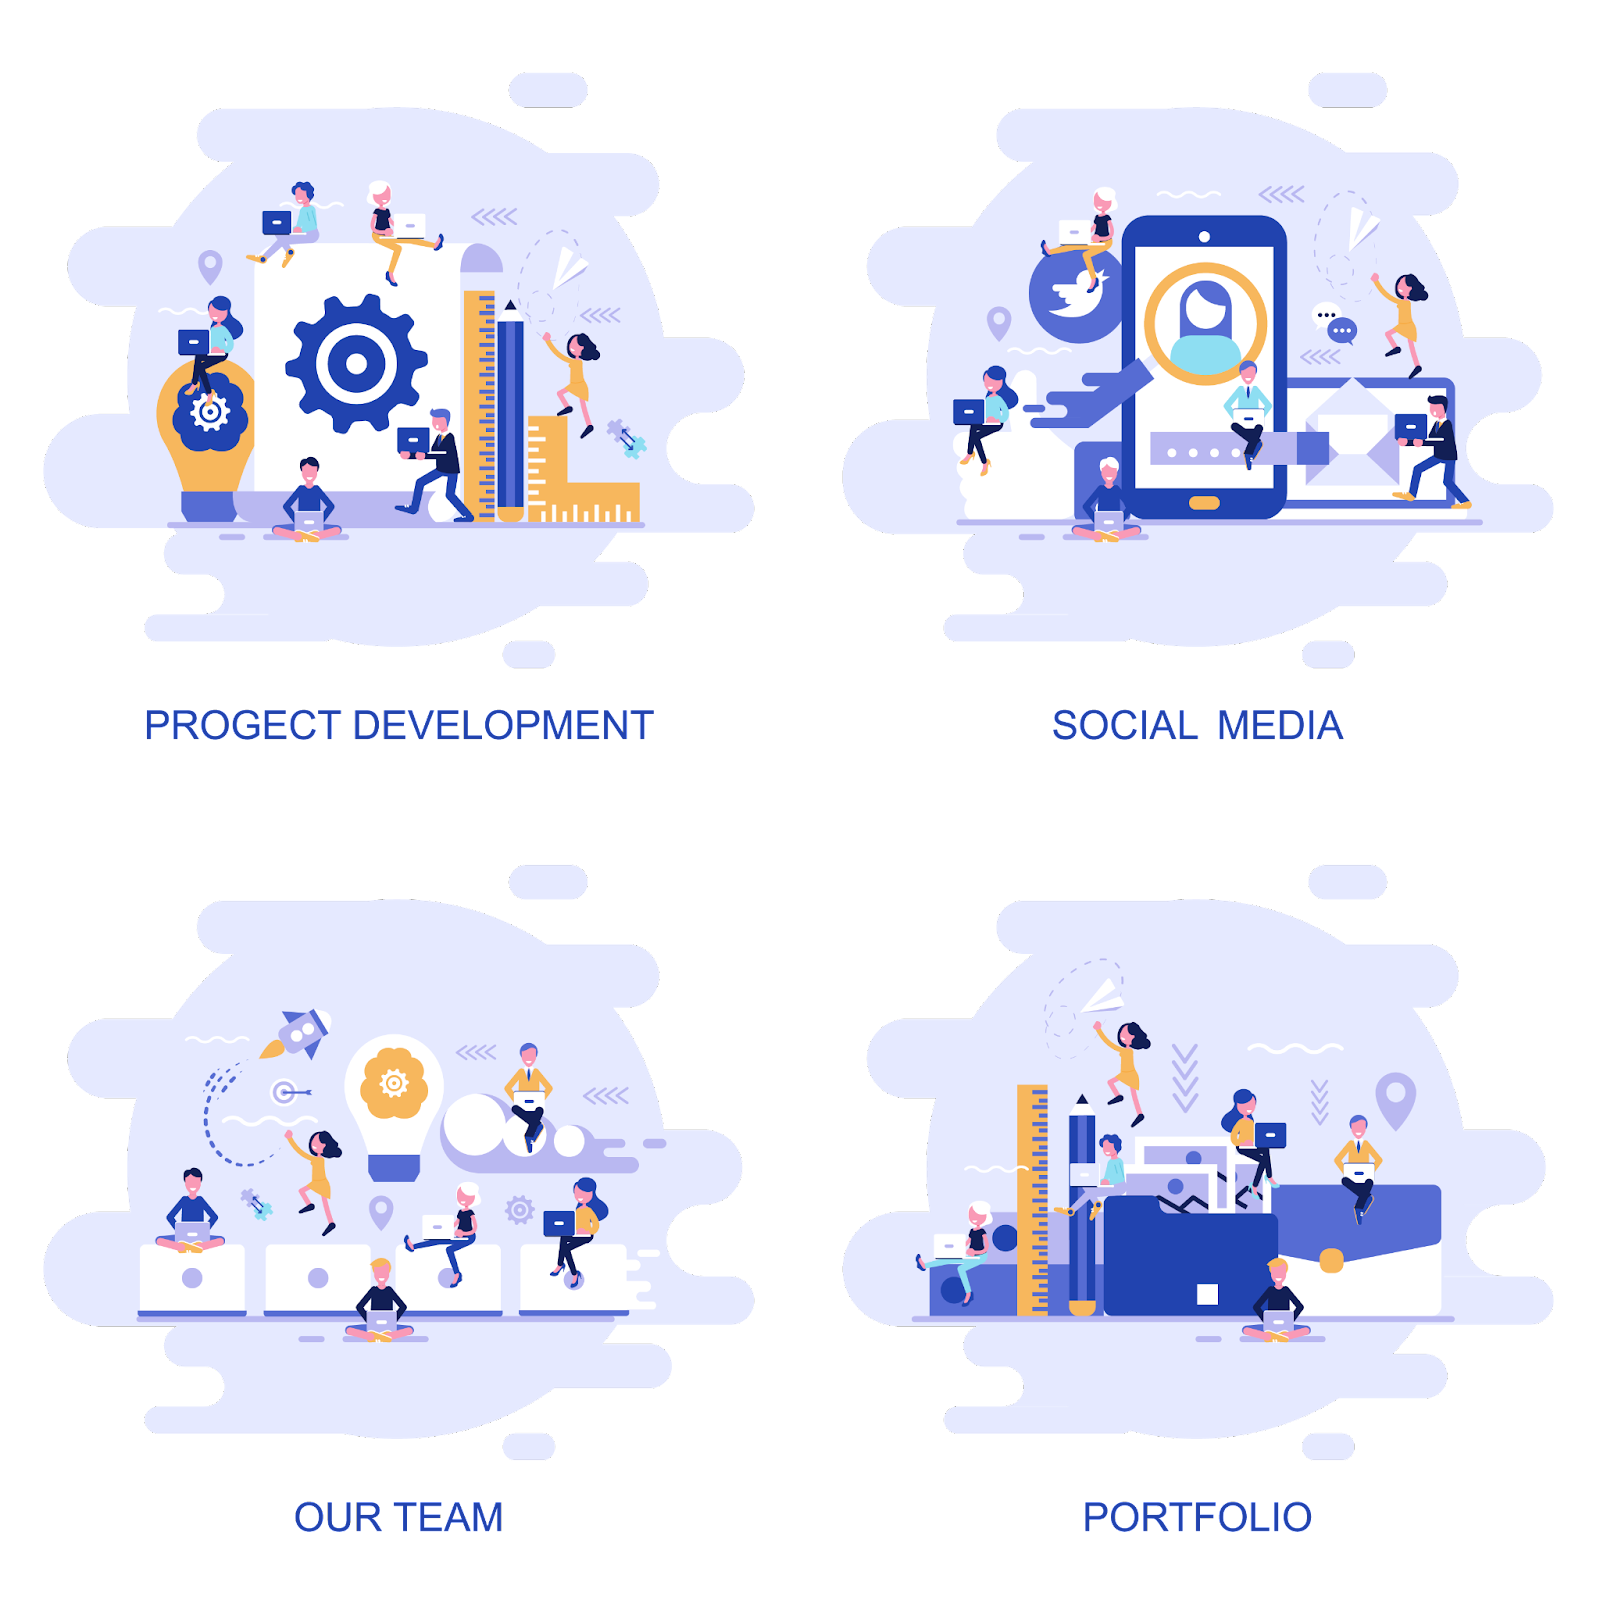 PROGECT DEVELOPMENT
SOCIAL MEDIA
OUR TEAM
PORTFOLIO